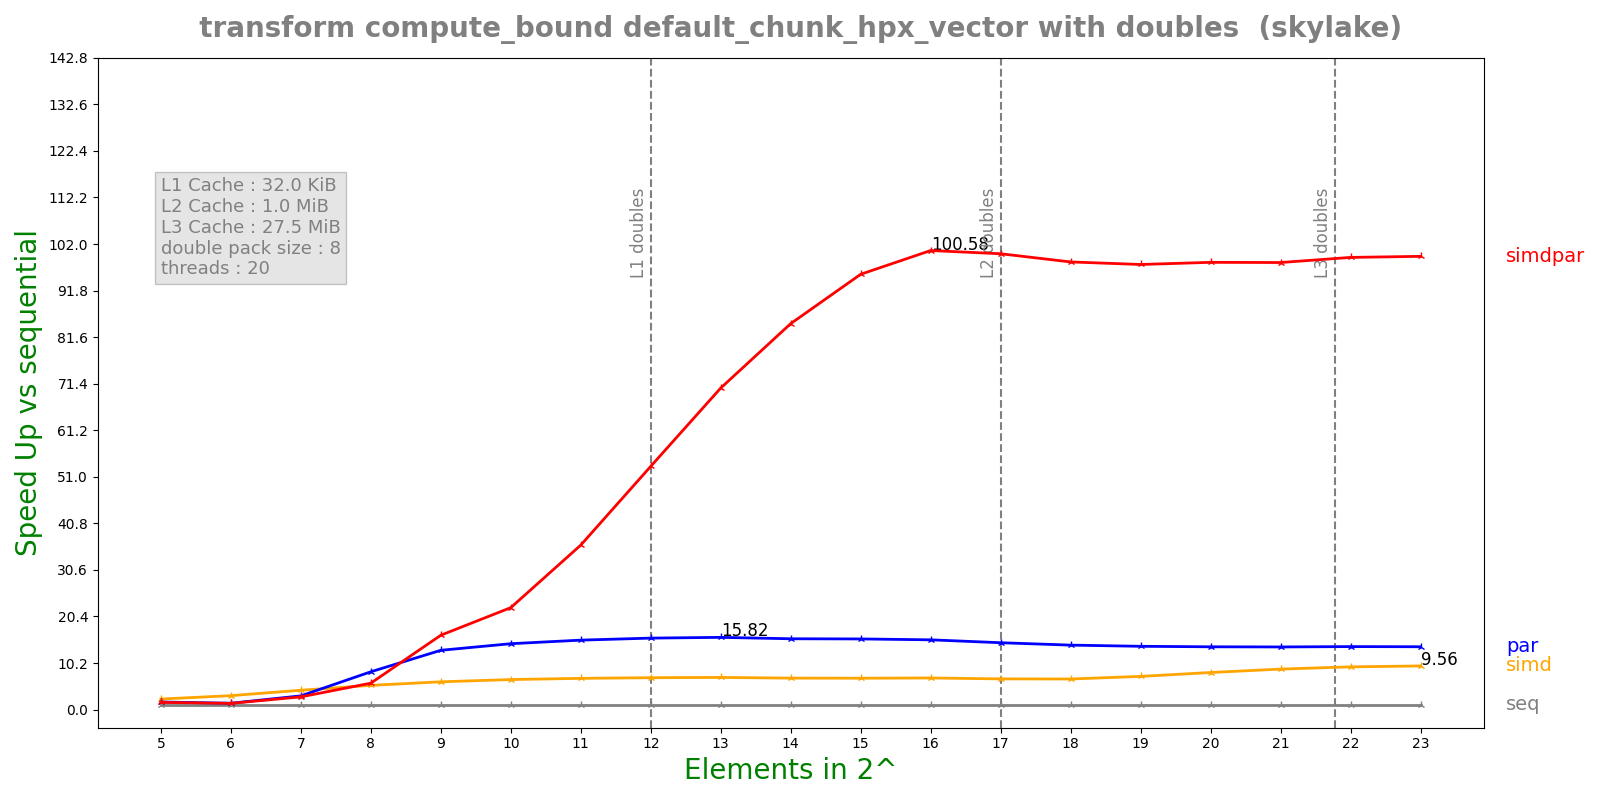 transform compute_bound default_chunk_hpx_vector with doubles (skylake)
Speed Up vs sequential
142.8
132.6
122.4
112.2
102.0
91.8
81.6
71.4
61.2
51.0
40.8
30.6
20.4
10.2
0.0
L1 Cache : 32.0 KiB
L2 Cache : 1.0 MiB
L3 Cache : 27.5 MiB
double pack size : 8
threads : 20
L1 doubles
L2 doubles
L3 doubles
100.58
15.82
9.56
simdpar
par
simd
seq
5 6 7 8 9 10 11 12 13 14 15 16 17 18 19 20 21 22 23
Elements in 2^